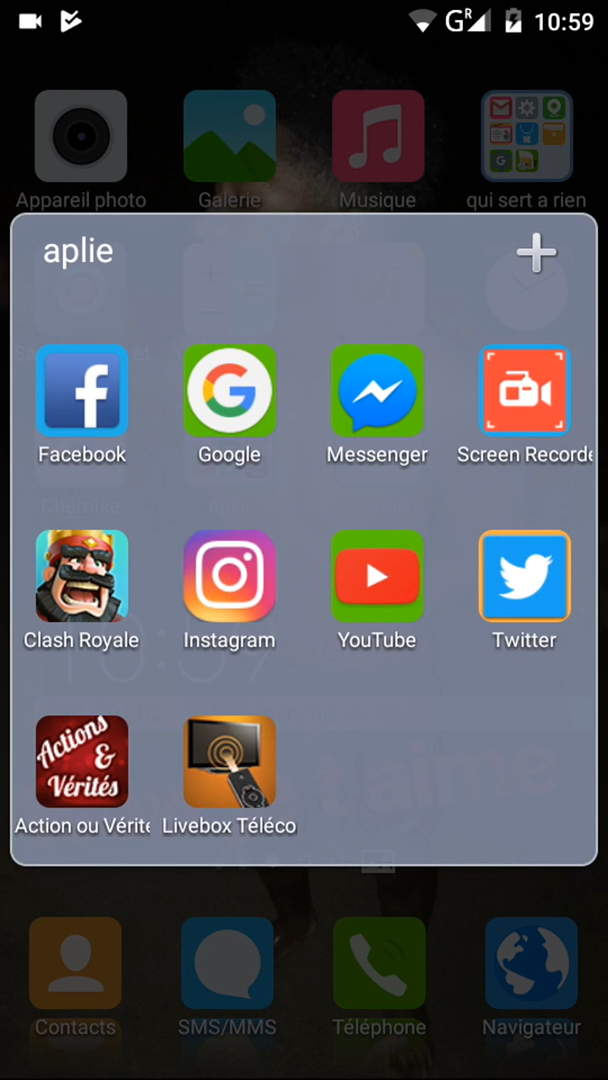 G R 10:59
Appareil photo Galerie Musique qui sert a rien
aplie
Facebook Google Messenger Screen Recorde
Clash Royale Instagram YouTube Twitter
Actions
&
Vérités
Action ou Vérité Livebox Téléco
t'aime
Contacts SMS/MMS Téléphone Navigateur